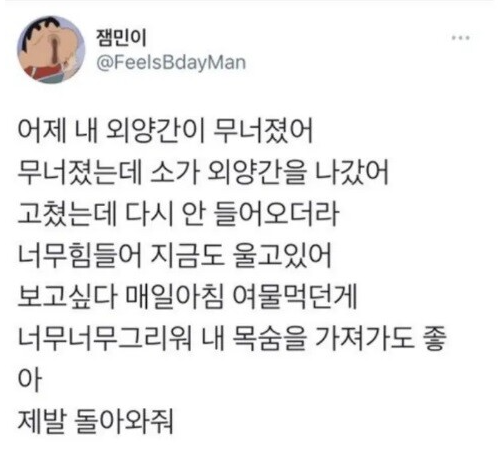 잼민이
@FeelsBdayMan
어제 내 외양간이 무너졌어
무너졌는데 소가 외양간을 나갔어
고쳤는데 다시 안 들어오더라
너무힘들어 지금도 울고있어
보고싶다 매일아침 여물먹던게
너무너무그리워 내 목숨을 가져가도 좋
아
제발 돌아와줘